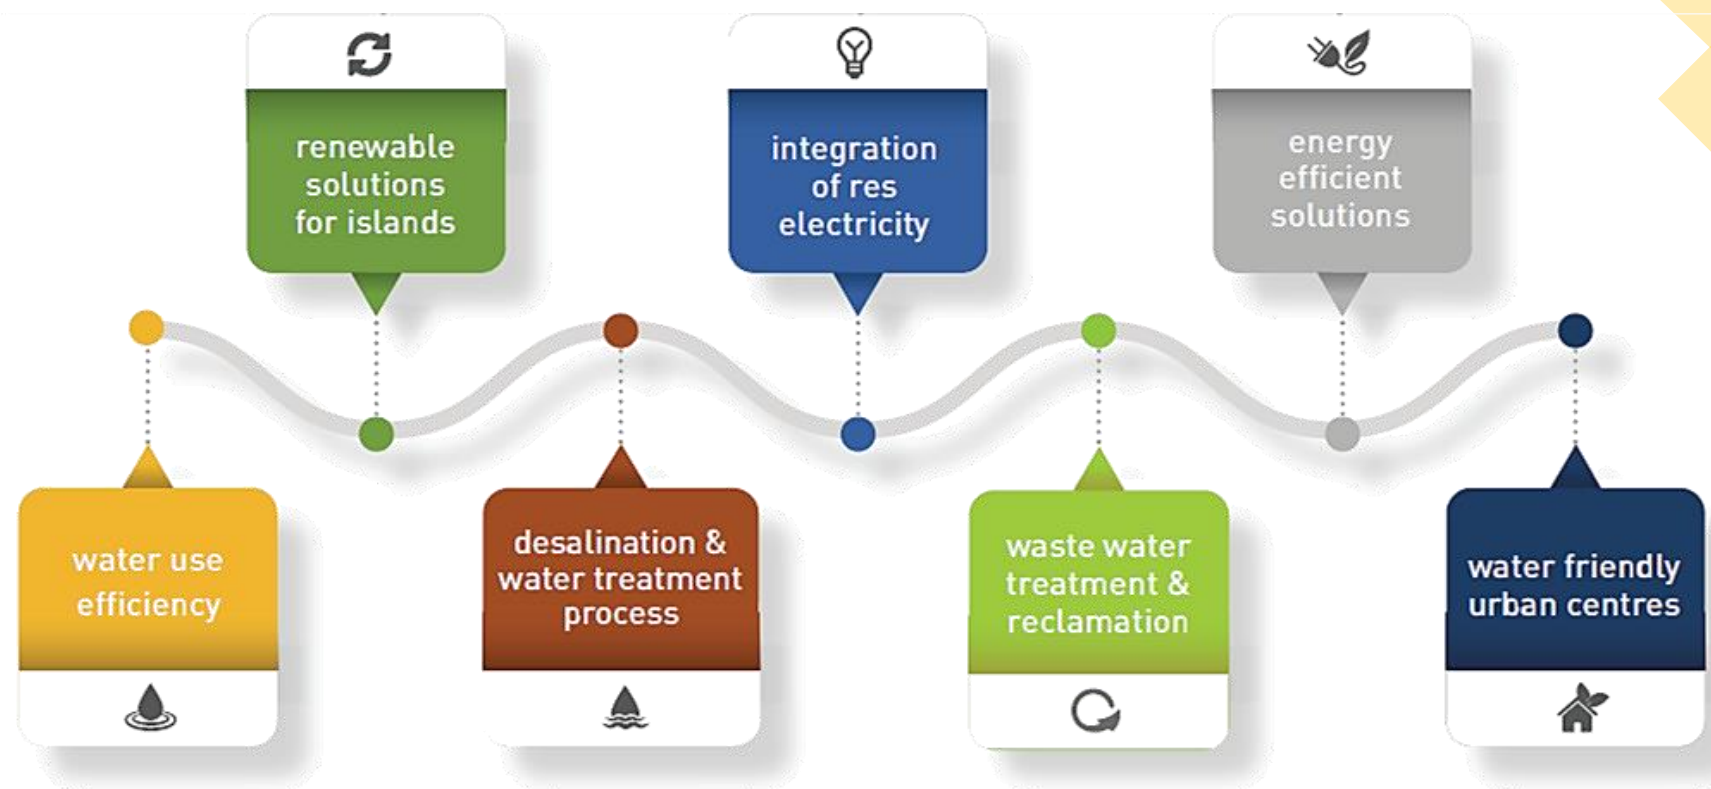 renewable
solutions
for islands
integration
of res
electricity
energy
efficient
solutions
water use
efficiency
desalination &
water treatment
process
waste water
treatment &
reclamation
water friendly
urban centres